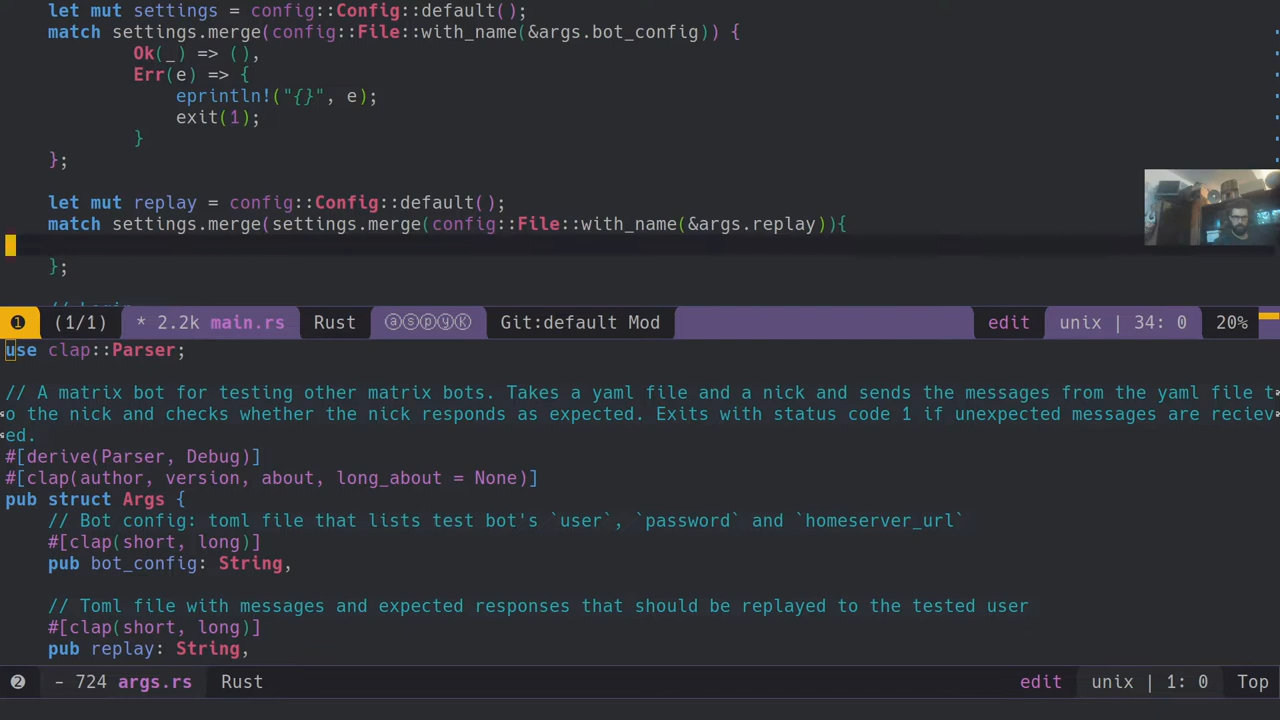 let mut settings = config::Config::default();
    match settings.merge(config::File::with_name(&args.bot_config)) {
            Ok(_) => (),
            Err(e) => {
                eprintln!("{}", e);
                exit(1);
            }
    };

    let mut replay = config::Config::default();
    match settings.merge(settings.merge(config::File::with_name(&args.replay)){

    };

❶ (1/1) * 2.2k main.rs Rust ⓐⓢⓟⓨⓀ Git:default Mod edit unix | 34: 0 20%
use clap::Parser;

// A matrix bot for testing other matrix bots. Takes a yaml file and a nick and sends the messages from the yaml file t
o the nick and checks whether the nick responds as expected. Exits with status code 1 if unexpected messages are reciev
ed.
#[derive(Parser, Debug)]
#[clap(author, version, about, long_about = None)]
pub struct Args {
    // Bot config: toml file that lists test bot's `user`, `password` and `homeserver_url`
    #[clap(short, long)]
    pub bot_config: String,

    // Toml file with messages and expected responses that should be replayed to the tested user
    #[clap(short, long)]
    pub replay: String,
❷ - 724 args.rs Rust edit unix | 1: 0 Top